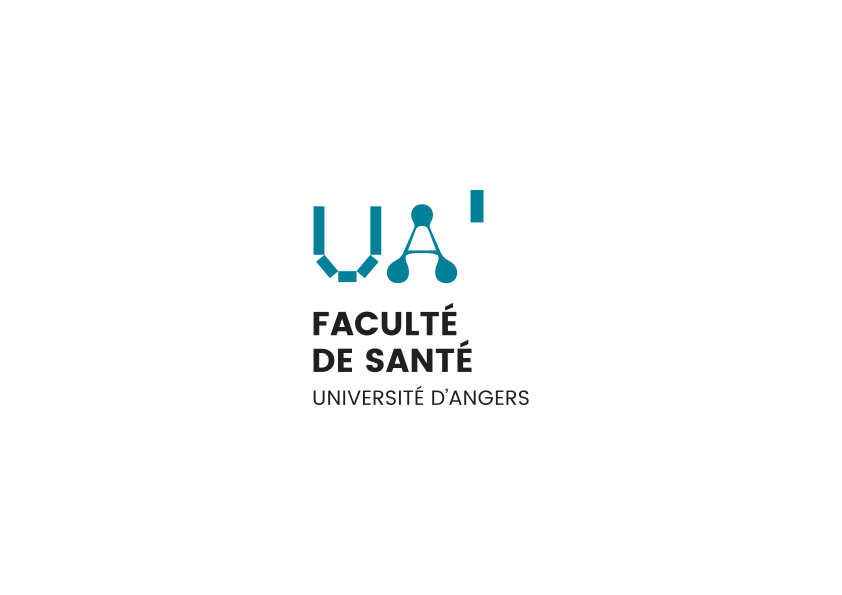 UA'
FACULTÉ
DE SANTÉ
UNIVERSITÉ D'ANGERS